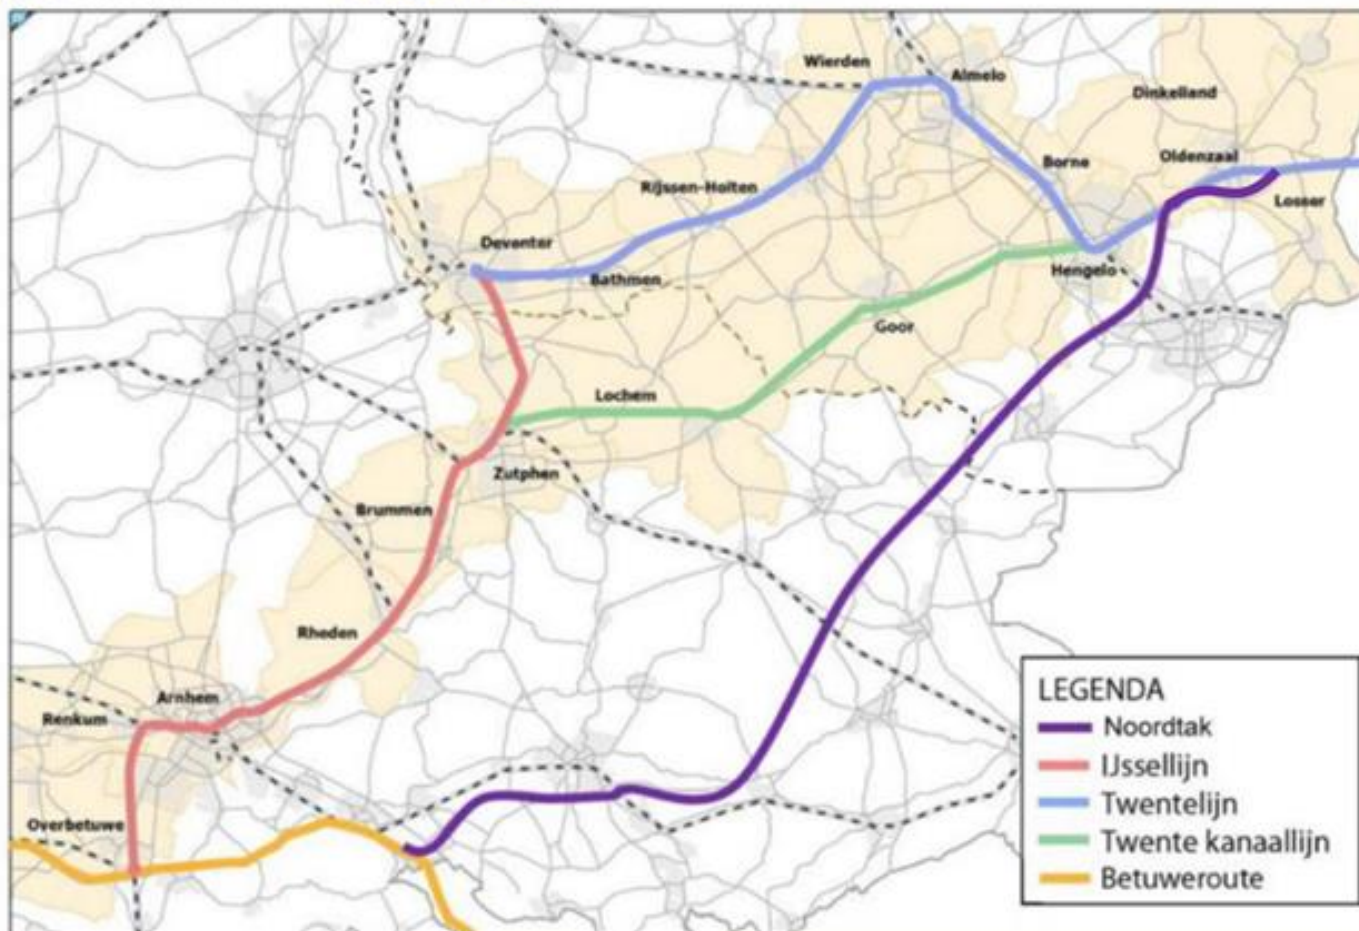 Wierden
Almelo
Dinkelland
Borne
Oldenzaal
Rijssen-Holten
Losser
Deventer
Bathmen
Hengelo
Goor
Lochem
Zutphen
Brummen
Rheden
Arnhem
Renkum
Overbetuwe
LEGENDA
Noordtak
IJssellijn
Twentelijn
Twente kanaallijn
Betuweroute